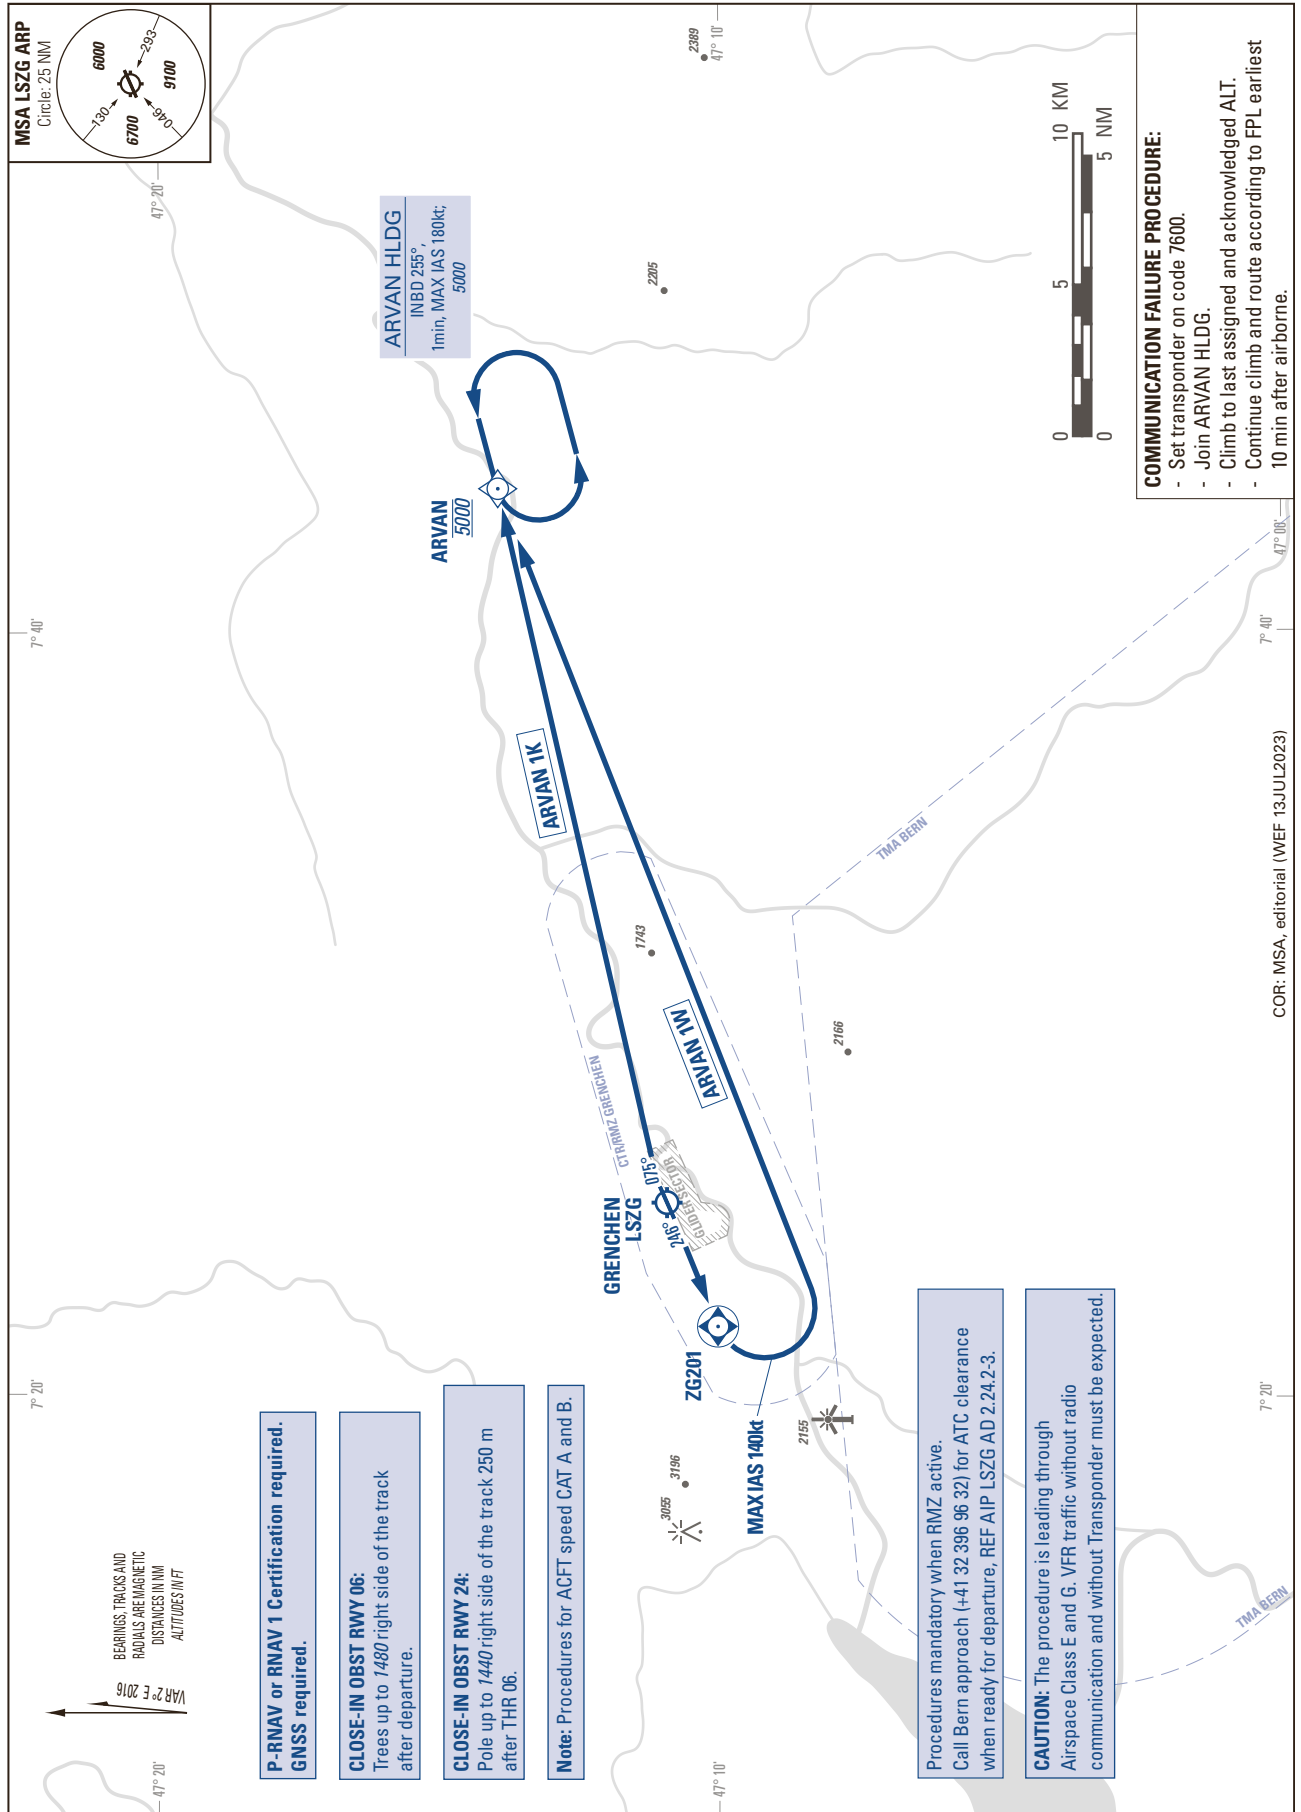 BEARINGS, TRACKS AND
RADIALS ARE MAGNETIC
DISTANCES IN NM
ALTITUDES IN FT
VAR 2° E 2016
7° 20'
7° 40'
MSA LSZG ARP
Circle: 25 NM
130
6000
293
6700
9100
046
47° 20'
47° 20'
P-RNAV or RNAV 1 Certification required.
GNSS required.
CLOSE-IN OBST RWY 06:
Trees up to 1480 right side of the track
after departure.
CLOSE-IN OBST RWY 24:
Pole up to 1440 right side of the track 250 m
after THR 06.
Note: Procedures for ACFT speed CAT A and B.
ARVAN HLDG
INBD 255°,
1min, MAX IAS 180kt;
5000
ARVAN
5000
ARVAN 1K
CTR/RMZ GRENCHEN
GRENCHEN
LSZG
246°
075°
GLIDER SECTOR
1743
2205
2389
3055
3196
ZG201
ARVAN 1W
47° 10'
47° 10'
MAX IAS 140kt
2155
2166
TMA BERN
Procedures mandatory when RMZ active.
Call Bern approach (+41 32 396 96 32) for ATC clearance
when ready for departure, REF AIP LSZG AD 2.24.2-3.
CAUTION: The procedure is leading through
Airspace Class E and G. VFR traffic without radio
communication and without Transponder must be expected.
0
5
10 KM
0
5 NM
COMMUNICATION FAILURE PROCEDURE:
- Set transponder on code 7600.
- Join ARVAN HLDG.
- Climb to last assigned and acknowledged ALT.
- Continue climb and route according to FPL earliest
10 min after airborne.
TMA BERN
7° 20'
7° 40'
47° 00'
COR: MSA, editorial (WEF 13JUL2023)